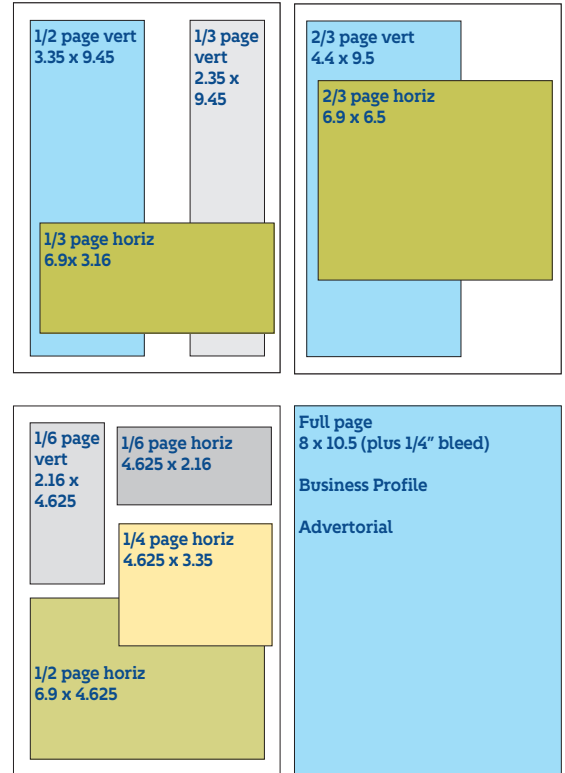 1/2 page vert
3.35 x 9.45
1/3 page
vert
2.35 x
9.45
1/3 page horiz
6.9x 3.16
2/3 page vert
4.4 x 9.5
2/3 page horiz
6.9 x 6.5
1/6 page
vert
2.16 x
4.625
1/6 page horiz
4.625 x 2.16
1/4 page horiz
4.625 x 3.35
1/2 page horiz
6.9 x 4.625
Full page
8 x 10.5 (plus 1/4” bleed)
Business Profile
Advertorial